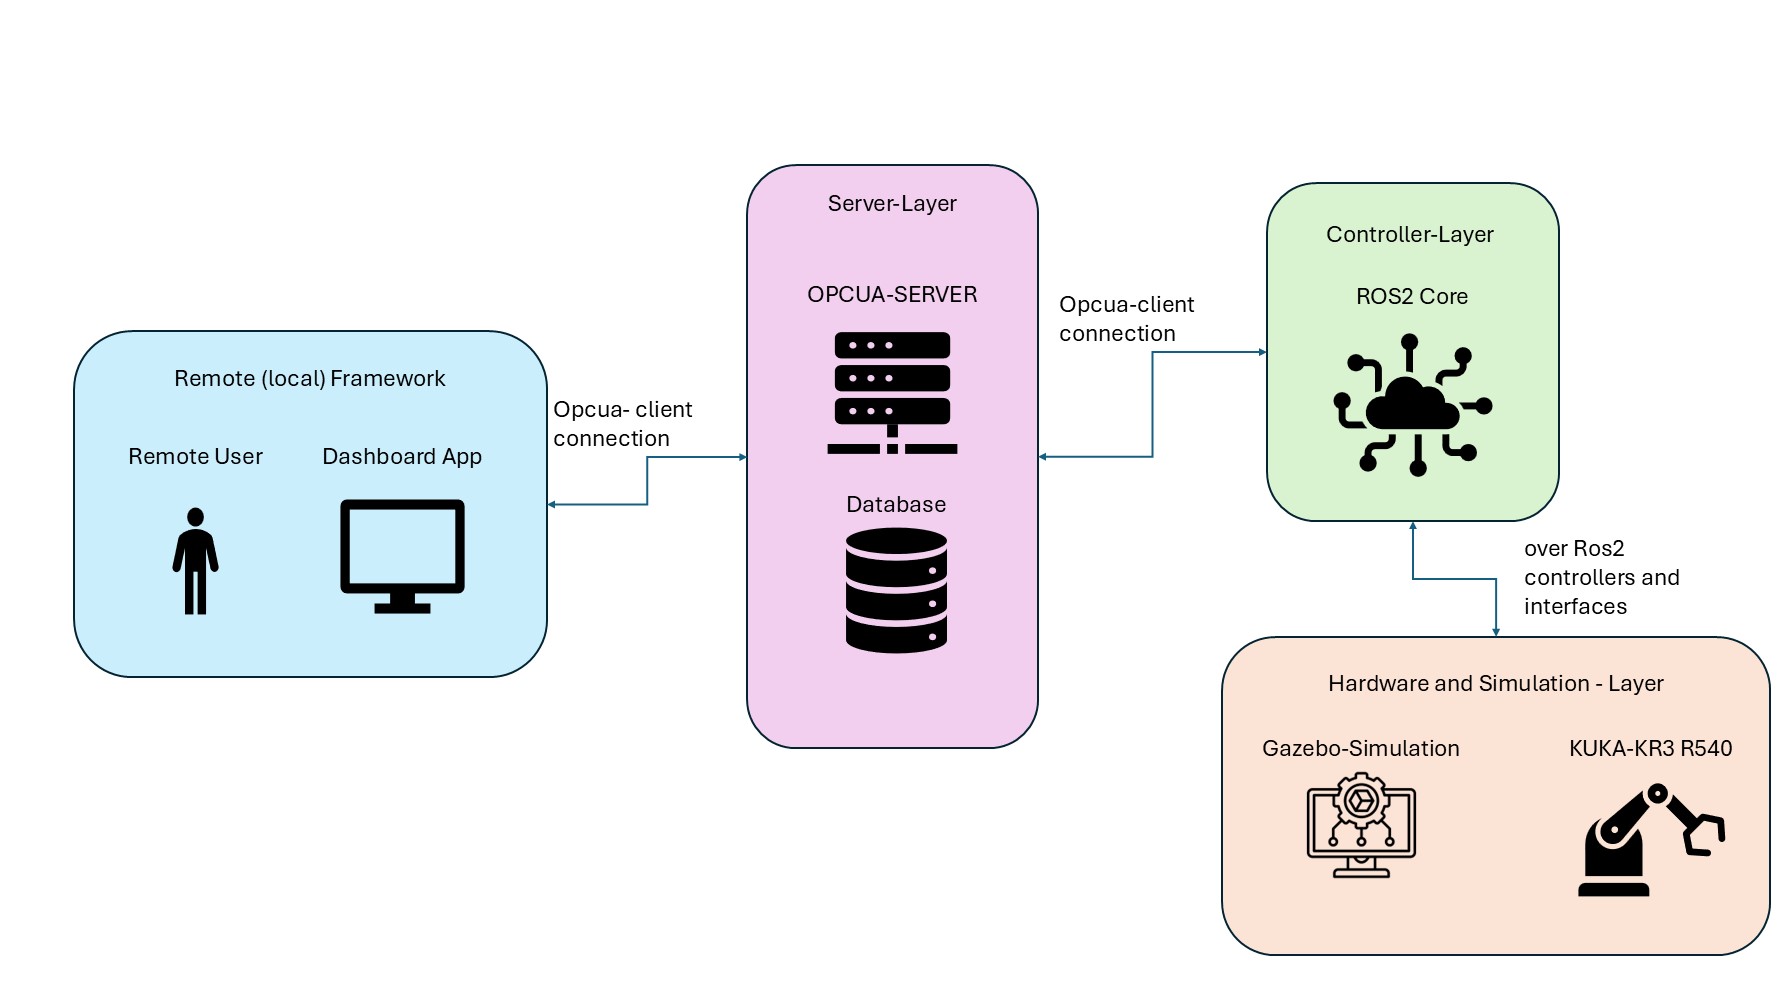 Remote (local) Framework
Remote User
Dashboard App
Opcua- client
connection
Server-Layer
OPCUA-SERVER
Database
Opcua-client
connection
Controller-Layer
ROS2 Core
over Ros2
controllers and
interfaces
Hardware and Simulation - Layer
Gazebo-Simulation
KUKA-KR3 R540